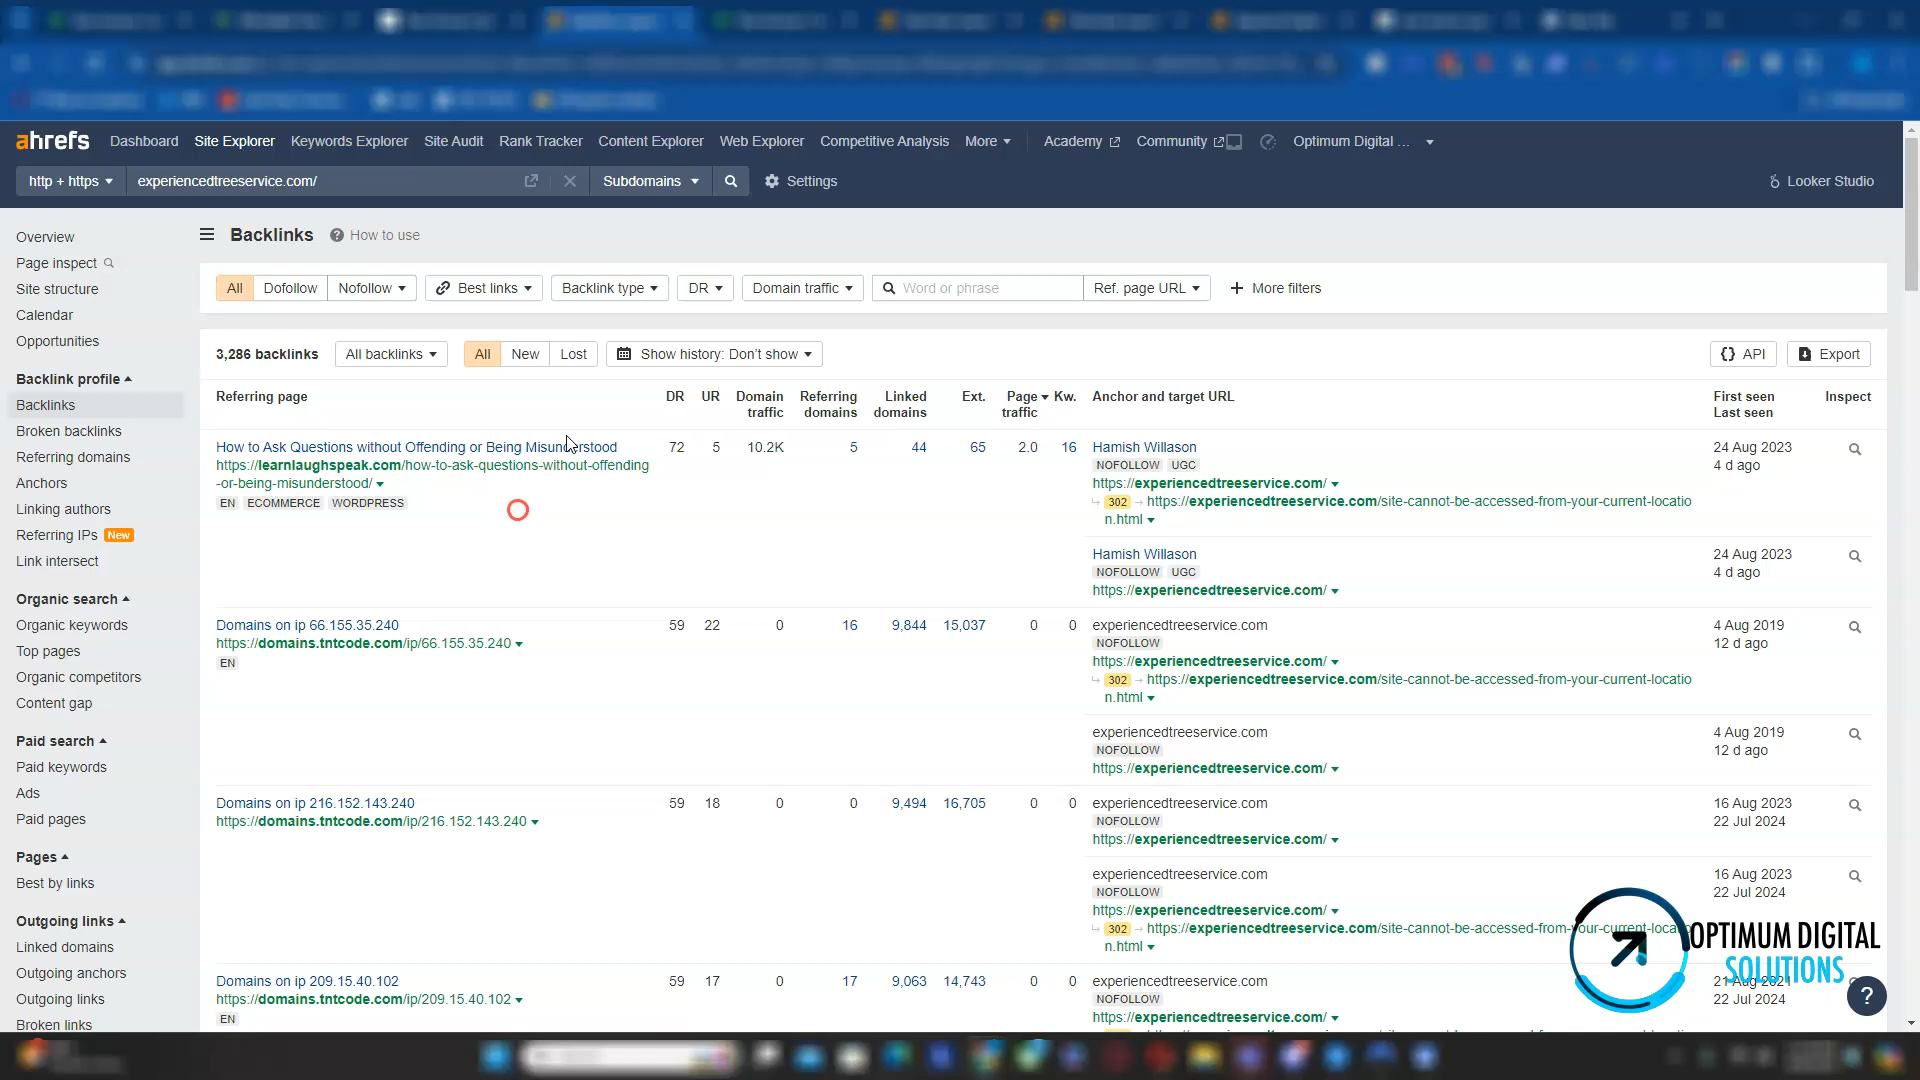 ahrefs Dashboard Site Explorer Keywords Explorer Site Audit Rank Tracker Content Explorer Web Explorer Competitive Analysis More Academy Community Optimum Digital ...
http + https experiencedtreeservice.com/ Subdomains Settings Looker Studio
Overview
Page inspect
Site structure
Calendar
Opportunities
Backlink profile
Backlinks
Broken backlinks
Referring domains
Anchors
Linking authors
Referring IPs New
Link intersect
Organic search
Organic keywords
Top pages
Organic competitors
Content gap
Paid search
Paid keywords
Ads
Paid pages
Pages
Best by links
Outgoing links
Linked domains
Outgoing anchors
Outgoing links
Broken links
Backlinks ? How to use
All Dofollow Nofollow Best links Backlink type DR Domain traffic Word or phrase Ref. page URL + More filters
3,286 backlinks All backlinks All New Lost Show history: Don't show {} API Export
Referring page DR UR Domain traffic Referring domains Linked domains Ext. Page traffic Kw. Anchor and target URL First seen Last seen Inspect
How to Ask Questions without Offending or Being Misunderstood 72 5 10.2K 5 44 65 2.0 16 Hamish Willason 24 Aug 2023
https://learnlaughspeak.com/how-to-ask-questions-without-offending NOFOLLOW UGC 4 d ago
-or-being-misunderstood/ https://experiencedtreeservice.com/
EN ECOMMERCE WORDPRESS 302 → https://experiencedtreeservice.com/site-cannot-be-accessed-from-your-current-locatio
n.html
Hamish Willason 24 Aug 2023
NOFOLLOW UGC 4 d ago
https://experiencedtreeservice.com/
Domains on ip 66.155.35.240 59 22 0 16 9,844 15,037 0 0 experiencedtreeservice.com 4 Aug 2019
https://domains.tntcode.com/ip/66.155.35.240 NOFOLLOW 12 d ago
EN https://experiencedtreeservice.com/
302 → https://experiencedtreeservice.com/site-cannot-be-accessed-from-your-current-locatio
n.html
experiencedtreeservice.com 4 Aug 2019
NOFOLLOW 12 d ago
https://experiencedtreeservice.com/
Domains on ip 216.152.143.240 59 18 0 0 9,494 16,705 0 0 experiencedtreeservice.com 16 Aug 2023
https://domains.tntcode.com/ip/216.152.143.240 NOFOLLOW 22 Jul 2024
https://experiencedtreeservice.com/
experiencedtreeservice.com 16 Aug 2023
NOFOLLOW 22 Jul 2024
https://experiencedtreeservice.com/
302 → https://experiencedtreeservice.com/site-cannot-be-accessed-from-your-current-locatio
n.html
Domains on ip 209.15.40.102 59 17 0 17 9,063 14,743 0 0 experiencedtreeservice.com 21 Aug 2021
https://domains.tntcode.com/ip/209.15.40.102 NOFOLLOW 22 Jul 2024
EN https://experiencedtreeservice.com/
OPTIMUM DIGITAL
SOLUTIONS
?